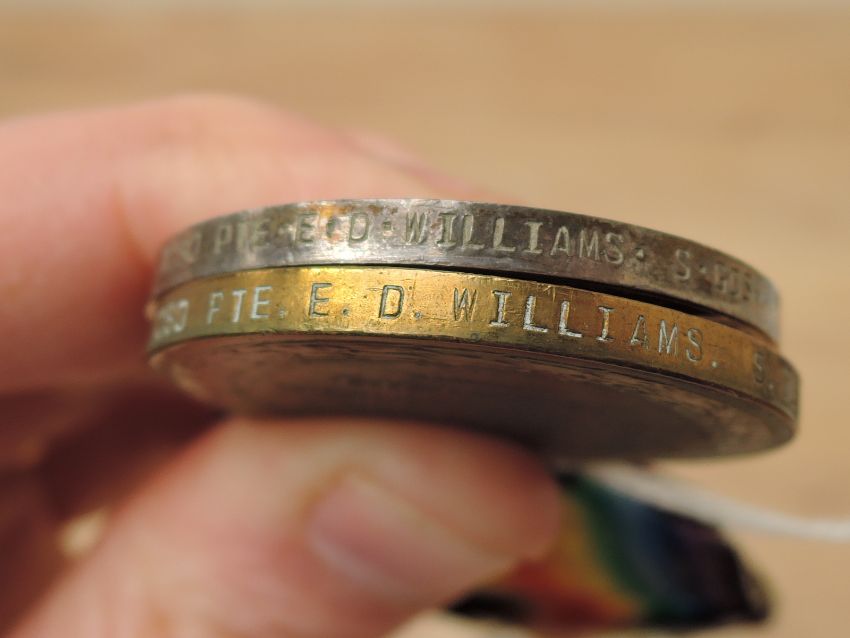 PTE·E·D·WILLIAMS· S·
PTE. E. D. WILLIAMS. S.